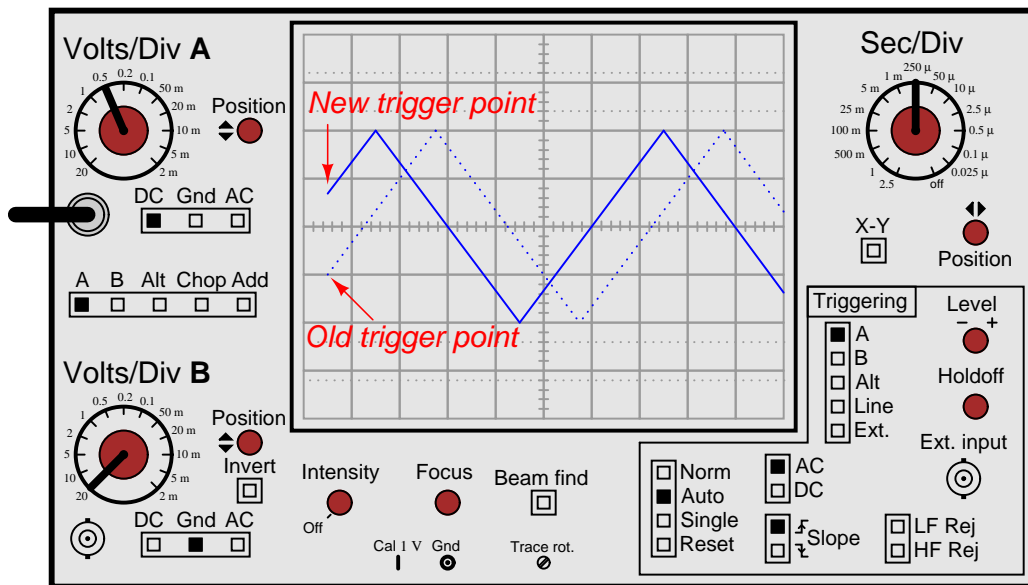 Volts/Div A
0.5 0.2 0.1
1 50 m
2 20 m
5 10 m
10 5 m
20 2 m
Position
DC Gnd AC
A B Alt Chop Add
Volts/Div B
0.5 0.2 0.1
1 50 m
2 20 m
5 10 m
10 5 m
20 2 m
Position
Invert
DC Gnd AC
New trigger point
Old trigger point
Intensity
Off
Focus
Beam find
Cal 1 V Gnd
Trace rot.
Sec/Div
250 µ
1 m 50 µ
5 m 10 µ
25 m 2.5 µ
100 m 0.5 µ
500 m 0.1 µ
1 0.025 µ
2.5 off
X-Y
Position
Triggering
A
B
Alt
Line
Ext.
Level
- +
Holdoff
Ext. input
Norm
Auto
Single
Reset
AC
DC
Slope
LF Rej
HF Rej